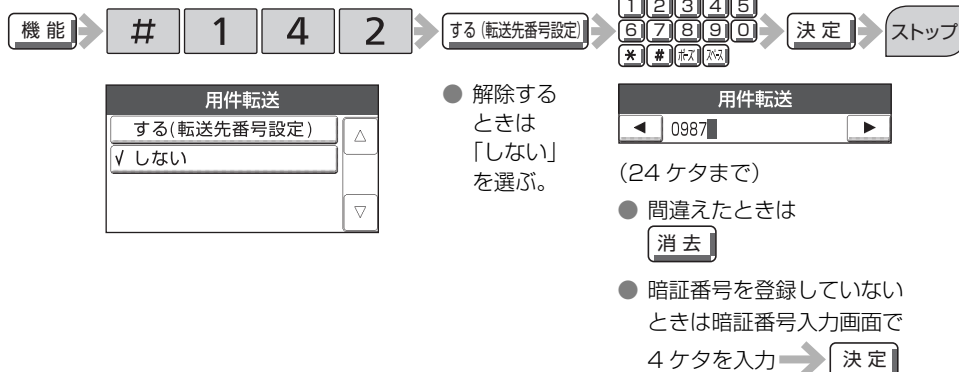 機能 # 1 4 2 する(転送先番号設定) 1 2 3 4 5 決定 ストップ
6 7 8 9 0
* # ポーズ スペース
用件転送
する(転送先番号設定) △
√ しない
▽
● 解除する
ときは
「しない」
を選ぶ。
用件転送
◀ 0987 ▶
(24 ケタまで)
● 間違えたときは
消去
● 暗証番号を登録していない
ときは暗証番号入力画面で
4 ケタを入力 決定